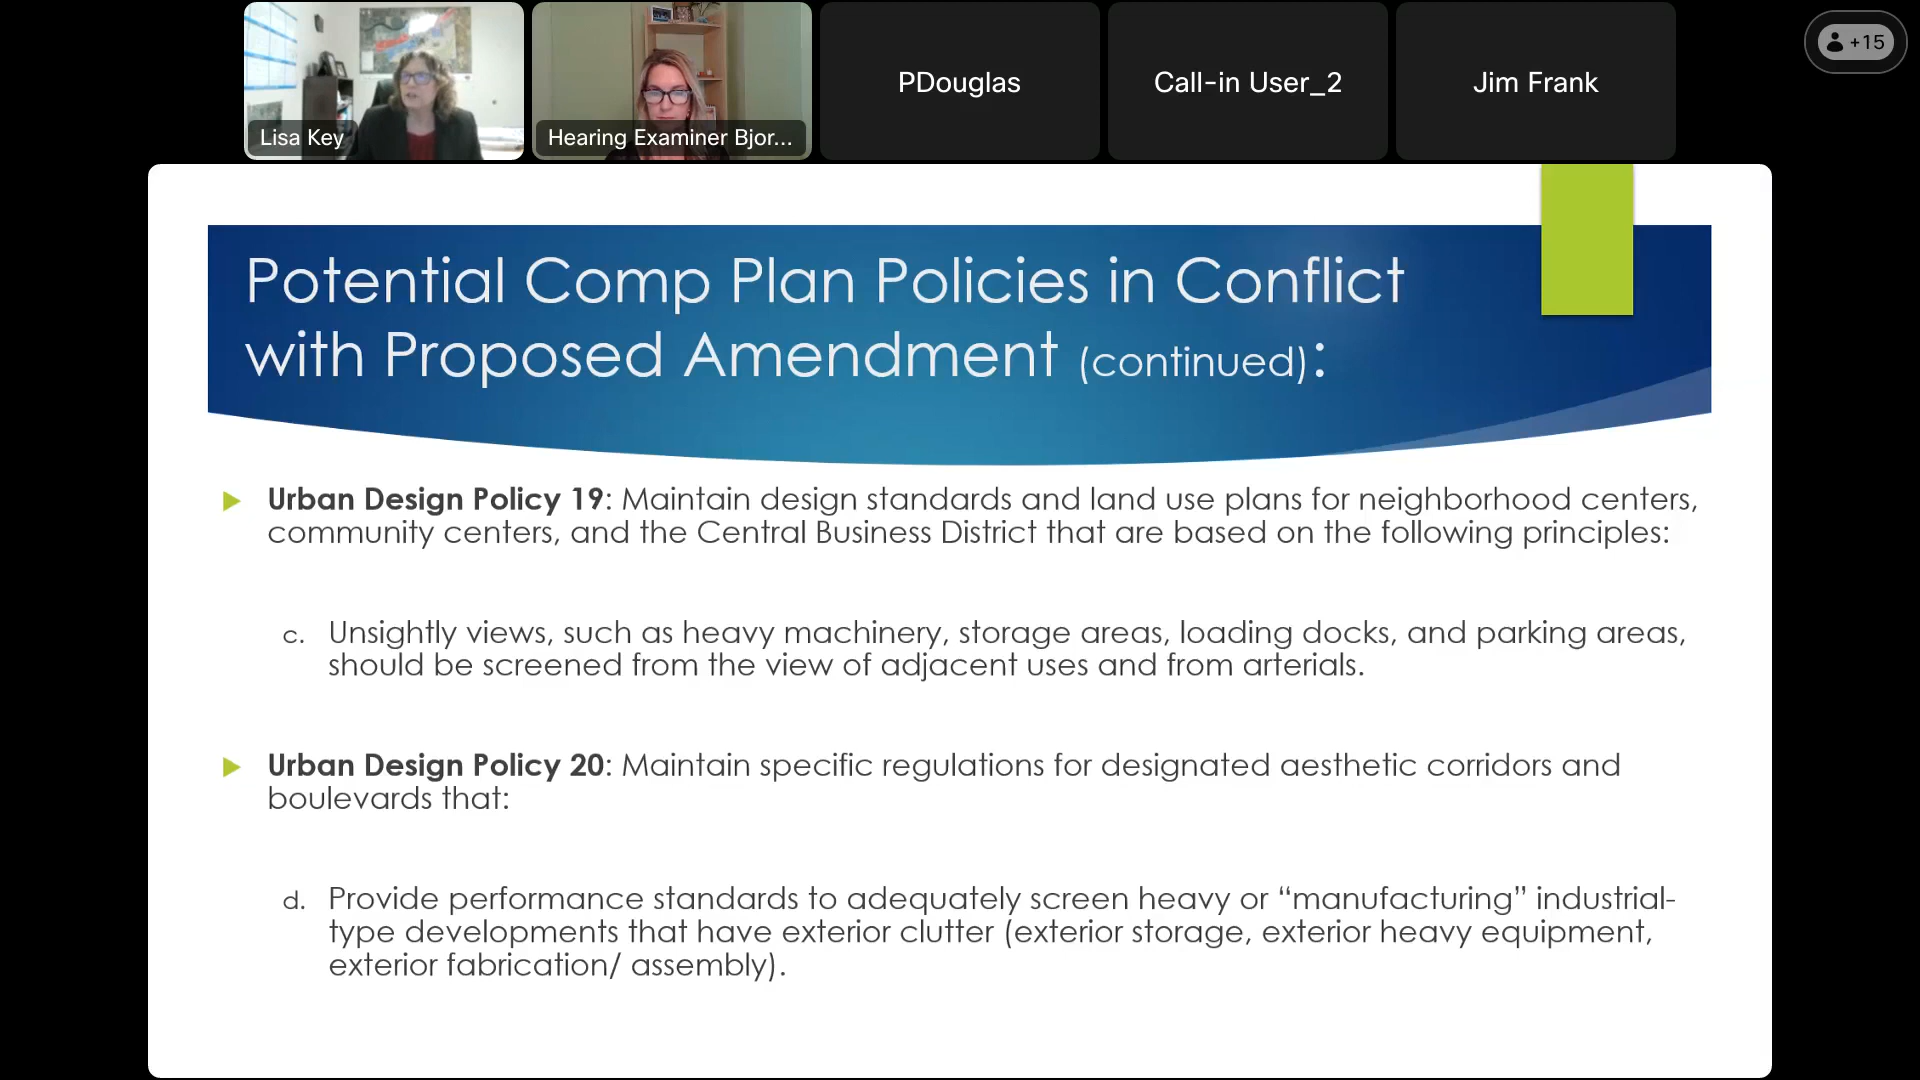 PDouglas
Call-in User_2
Jim Frank
+15
Lisa Key
Hearing Examiner Bjor...
Potential Comp Plan Policies in Conflict
with Proposed Amendment (continued):
Urban Design Policy 19: Maintain design standards and land use plans for neighborhood centers,
community centers, and the Central Business District that are based on the following principles:
c. Unsightly views, such as heavy machinery, storage areas, loading docks, and parking areas,
should be screened from the view of adjacent uses and from arterials.
Urban Design Policy 20: Maintain specific regulations for designated aesthetic corridors and
boulevards that:
d. Provide performance standards to adequately screen heavy or “manufacturing” industrial-
type developments that have exterior clutter (exterior storage, exterior heavy equipment,
exterior fabrication/ assembly).